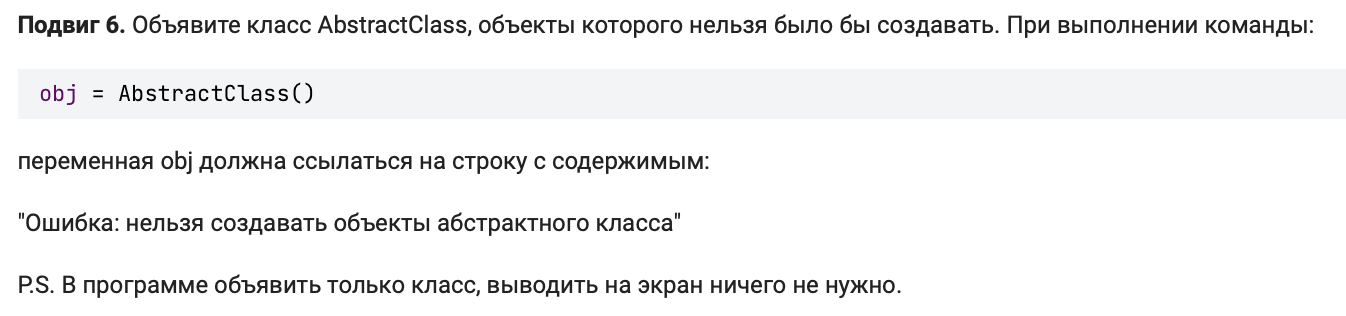 Подвиг 6. Объявите класс AbstractClass, объекты которого нельзя было бы создавать. При выполнении команды:
obj = AbstractClass()
переменная obj должна ссылаться на строку с содержимым:
"Ошибка: нельзя создавать объекты абстрактного класса"
P.S. В программе объявить только класс, выводить на экран ничего не нужно.